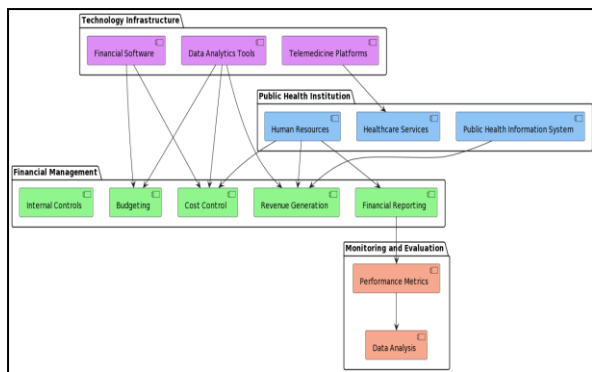 Technology Infrastructure
Financial Software
Data Analytics Tools
Telemedicine Platforms
Public Health Institution
Human Resources
Healthcare Services
Public Health Information System
Financial Management
Internal Controls
Budgeting
Cost Control
Revenue Generation
Financial Reporting
Monitoring and Evaluation
Performance Metrics
Data Analysis